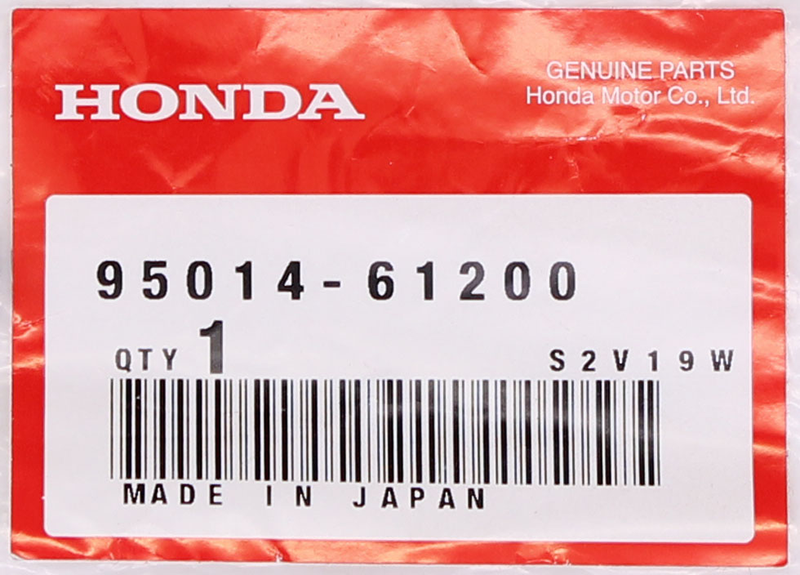 HONDA
GENUINE PARTS
Honda Motor Co., Ltd.
95014-61200
QTY 1
S2V19W
MADE IN JAPAN